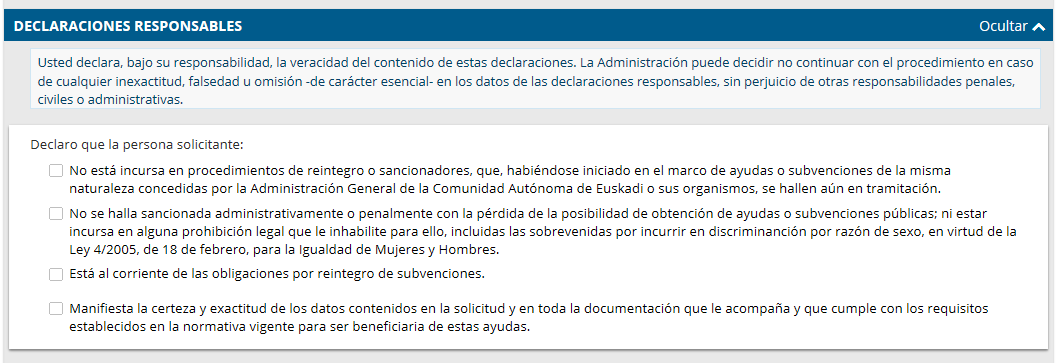 DECLARACIONES RESPONSABLES
Ocultar
Usted declara, bajo su responsabilidad, la veracidad del contenido de estas declaraciones. La Administración puede decidir no continuar con el procedimiento en caso
de cualquier inexactitud, falsedad u omisión -de carácter esencial- en los datos de las declaraciones responsables, sin perjuicio de otras responsabilidades penales,
civiles o administrativas.
Declaro que la persona solicitante:
No está incursa en procedimientos de reintegro o sancionadores, que, habiéndose iniciado en el marco de ayudas o subvenciones de la misma
naturaleza concedidas por la Administración General de la Comunidad Autónoma de Euskadi o sus organismos, se hallen aún en tramitación.
No se halla sancionada administrativamente o penalmente con la pérdida de la posibilidad de obtención de ayudas o subvenciones públicas; ni estar
incursa en alguna prohibición legal que le inhabilite para ello, incluidas las sobrevenidas por incurrir en discriminanción por razón de sexo, en virtud de la
Ley 4/2005, de 18 de febrero, para la Igualdad de Mujeres y Hombres.
Está al corriente de las obligaciones por reintegro de subvenciones.
Manifiesta la certeza y exactitud de los datos contenidos en la solicitud y en toda la documentación que le acompaña y que cumple con los requisitos
establecidos en la normativa vigente para ser beneficiaria de estas ayudas.